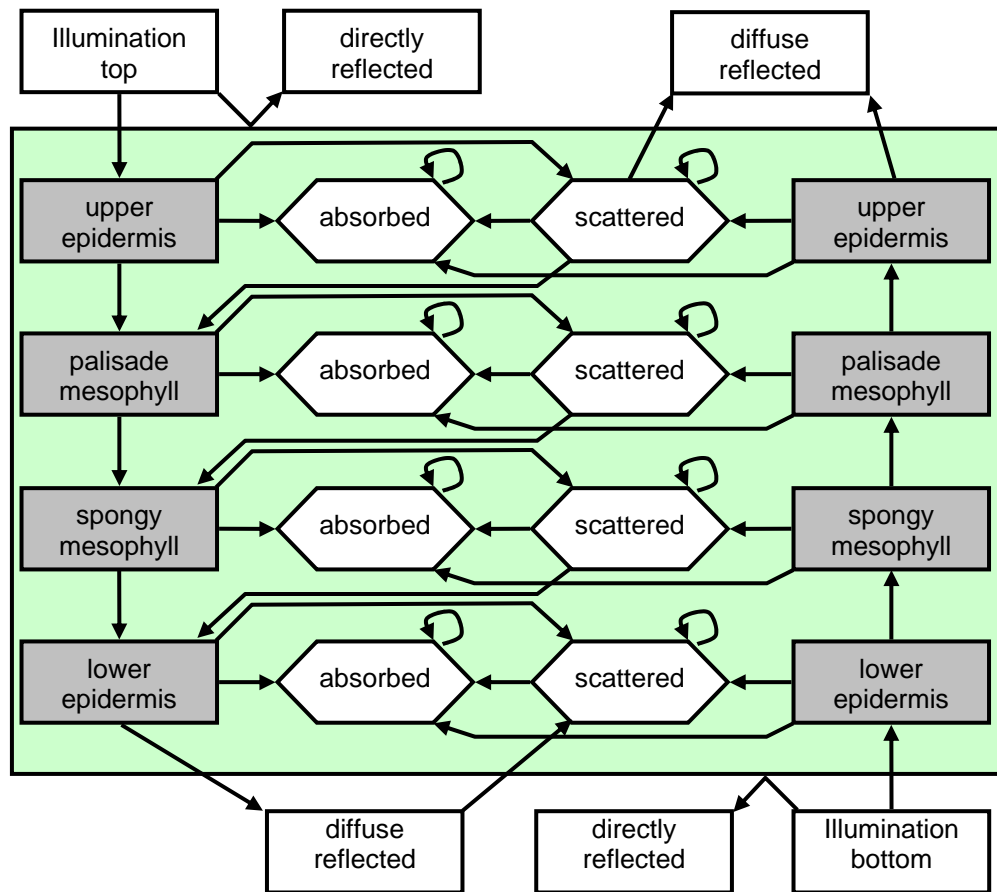 Illumination
top
directly
reflected
diffuse
reflected
upper
epidermis
absorbed
scattered
upper
epidermis
palisade
mesophyll
absorbed
scattered
palisade
mesophyll
spongy
mesophyll
absorbed
scattered
spongy
mesophyll
lower
epidermis
absorbed
scattered
lower
epidermis
diffuse
reflected
directly
reflected
Illumination
bottom